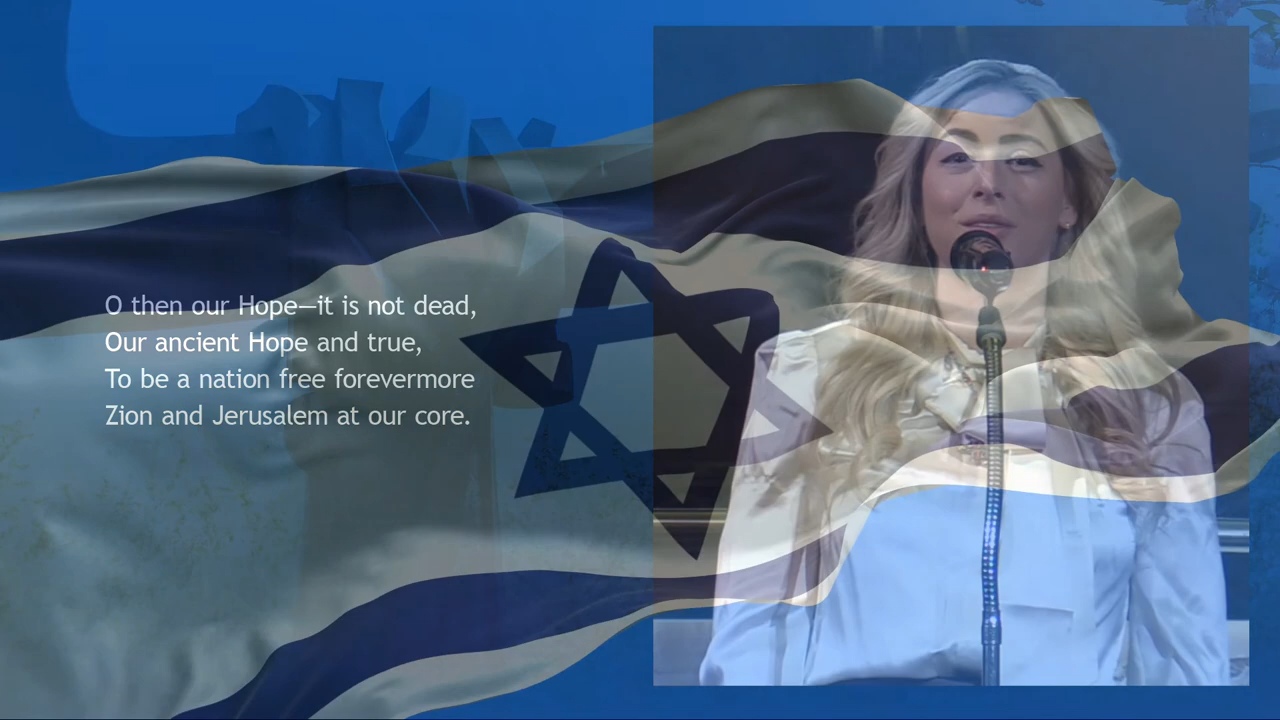 O then our Hope—it is not dead,
Our ancient Hope and true,
To be a nation free forevermore
Zion and Jerusalem at our core.